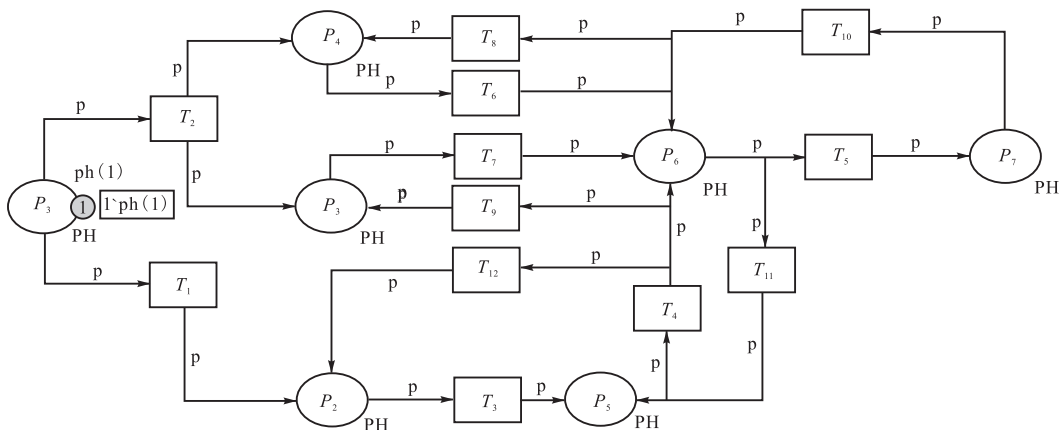 P₄
PH
p
T₈
p
p
T₁₀
p
p
T₆
p
p
p
T₂
p
p
T₇
p
P₆
PH
p
T₅
p
P₇
PH
ph(1)
P₃
1
1`ph(1)
PH
p
P₃
PH
p
T₉
p
p
p
T₁₁
p
T₁
p
T₁₂
p
T₄
p
p
p
P₂
PH
p
T₃
p
P₅
PH